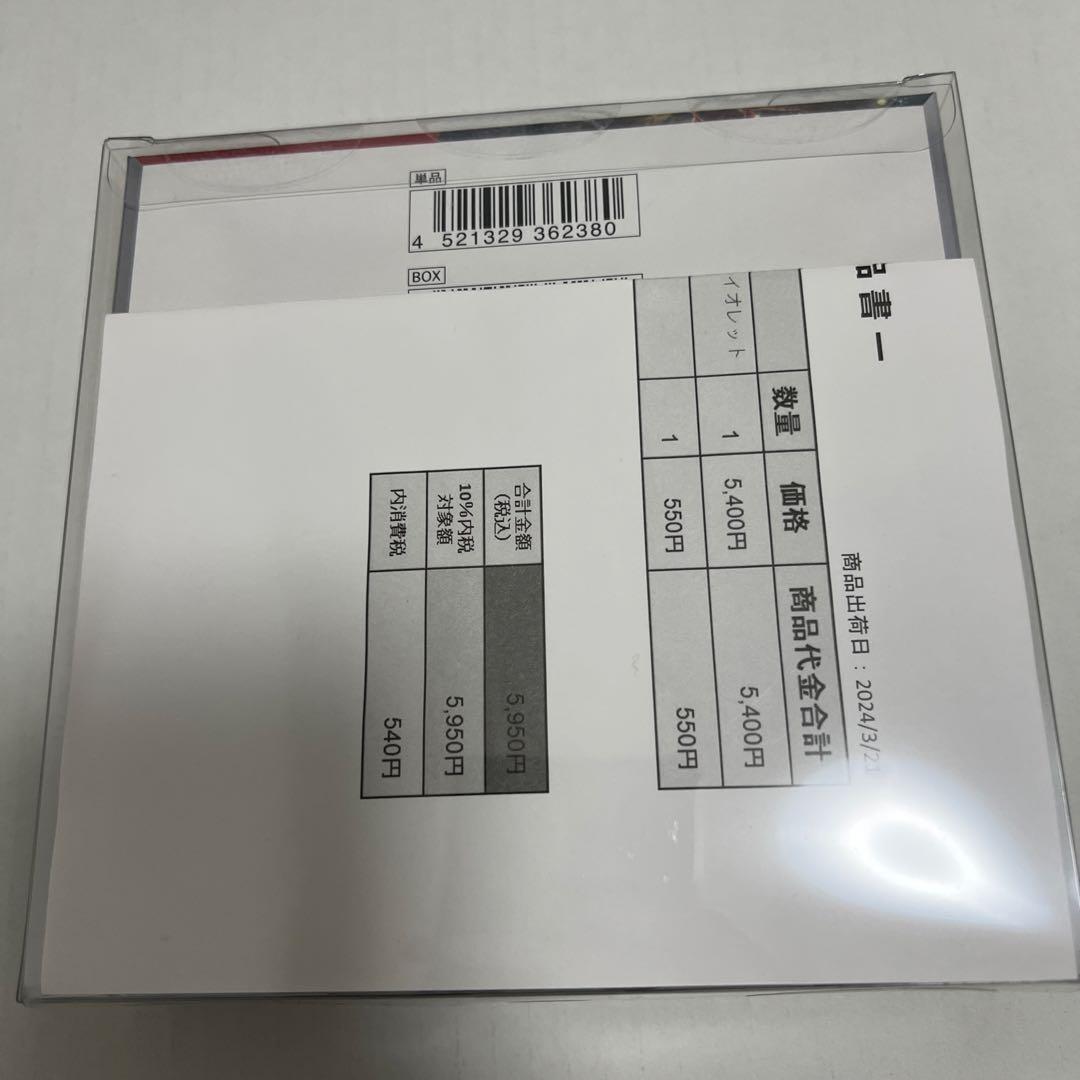 単品
4 521329 362380
BOX
品書ー
商品出荷日：2024/3/21
数量 価格 商品代金合計
イオレット 1 5,400円 5,400円
1 550円 550円
合計金額
(税込) 5,950円
10%内税
対象額 5,950円
内消費税 540円